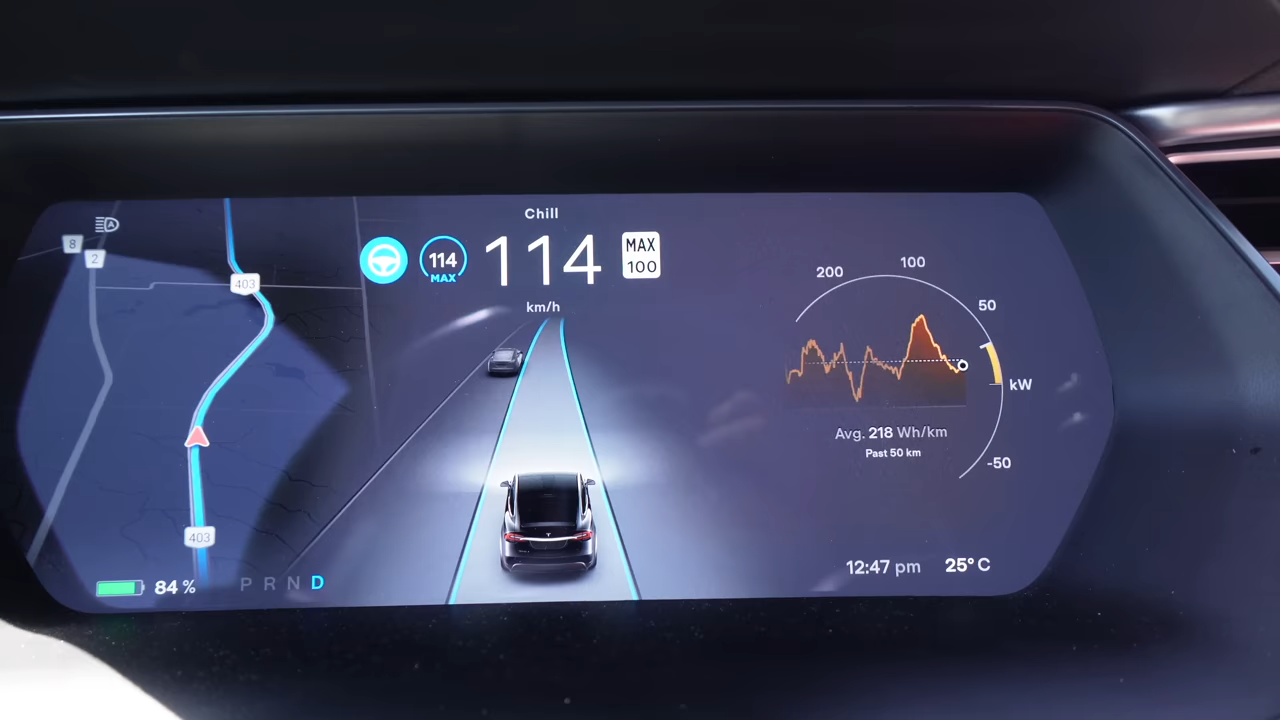 Chill
8
2
403
114
MAX
114
km/h
MAX
100
200
100
50
kW
-50
Avg. 218 Wh/km
Past 50 km
403
84 %
P R N D
12:47 pm
25° C